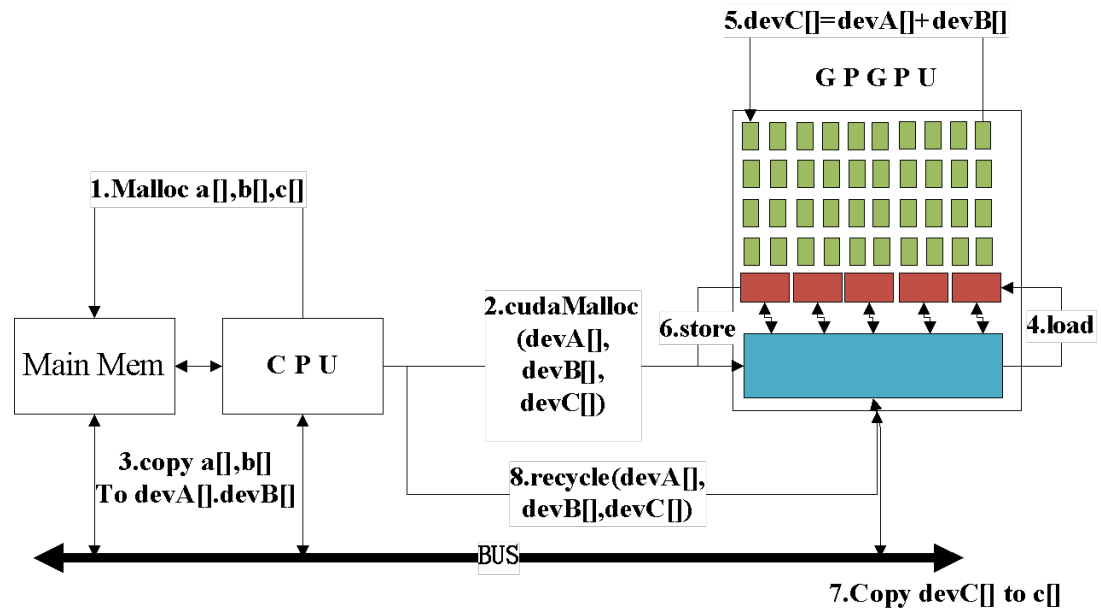 5.devC[]=devA[]+devB[]
G P G P U
1.Malloc a[],b[],c[]
2.cudaMalloc
(devA[],
devB[],
devC[])
6.store
4.load
Main Mem
C P U
3.copy a[],b[]
To devA[].devB[]
8.recycle(devA[],
devB[],devC[])
BUS
7.Copy devC[] to c[]